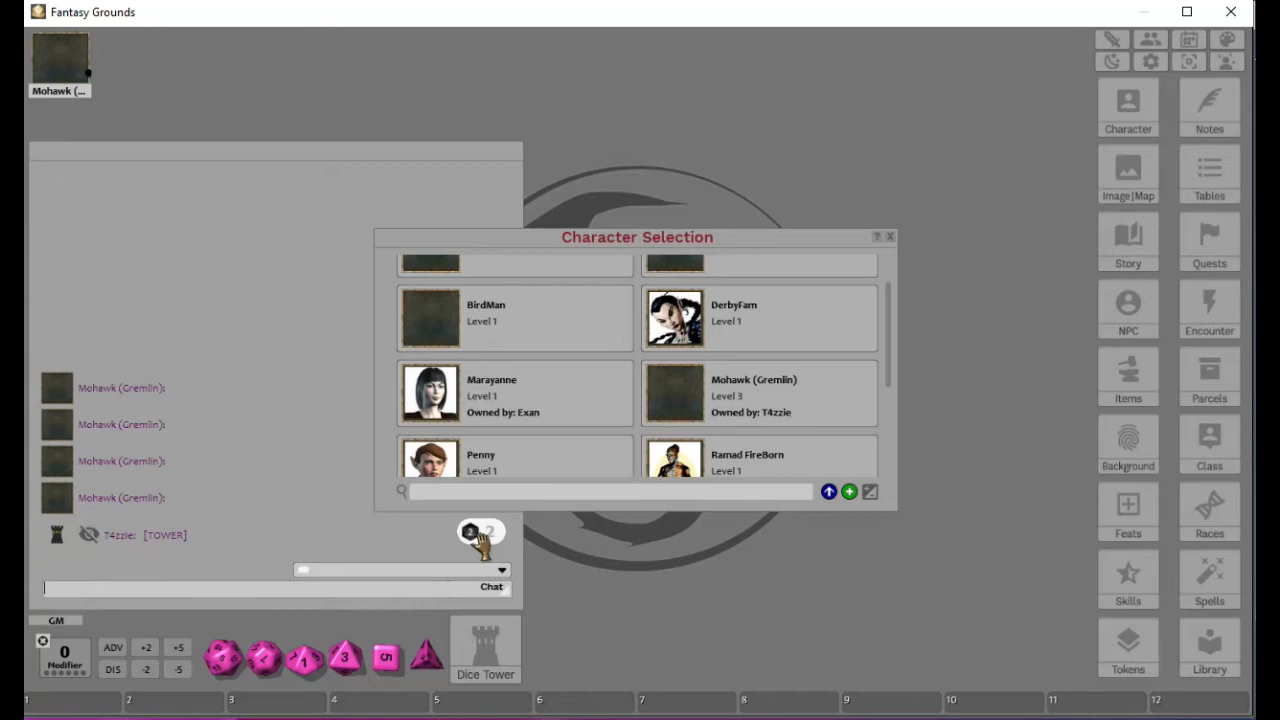 Fantasy Grounds
Mohawk (...
Character
Notes
Image|Map
Tables
Story
Quests
NPC
Encounter
Items
Parcels
Background
Class
Feats
Races
Skills
Spells
Tokens
Library
Character Selection
? X
BirdMan
Level 1
DerbyFam
Level 1
Marayanne
Level 1
Owned by: Exan
Mohawk (Gremlin)
Level 3
Owned by: T4zzie
Penny
Level 1
Ramad FireBorn
Level 1
Mohawk (Gremlin):
Mohawk (Gremlin):
Mohawk (Gremlin):
Mohawk (Gremlin):
T4zzie: [TOWER]
2
Chat
GM
0
Modifier
ADV +2 +5
DIS -2 -5
1 3 5
Dice Tower
1 2 3 4 5 6 7 8 9 10 11 12